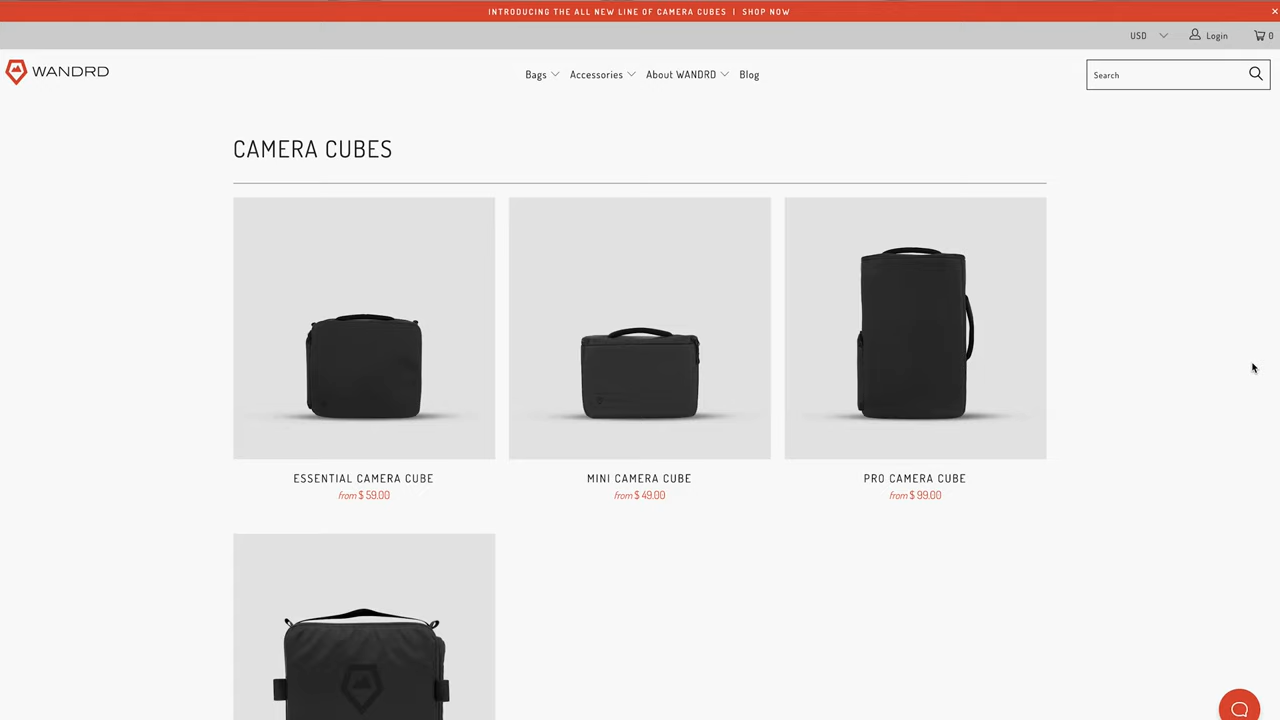 INTRODUCING THE ALL NEW LINE OF CAMERA CUBES | SHOP NOW
USD Login 0
WANDRD
Bags Accessories About WANDRD Blog
Search
CAMERA CUBES
ESSENTIAL CAMERA CUBE
from $ 59.00
MINI CAMERA CUBE
from $ 49.00
PRO CAMERA CUBE
from $ 99.00